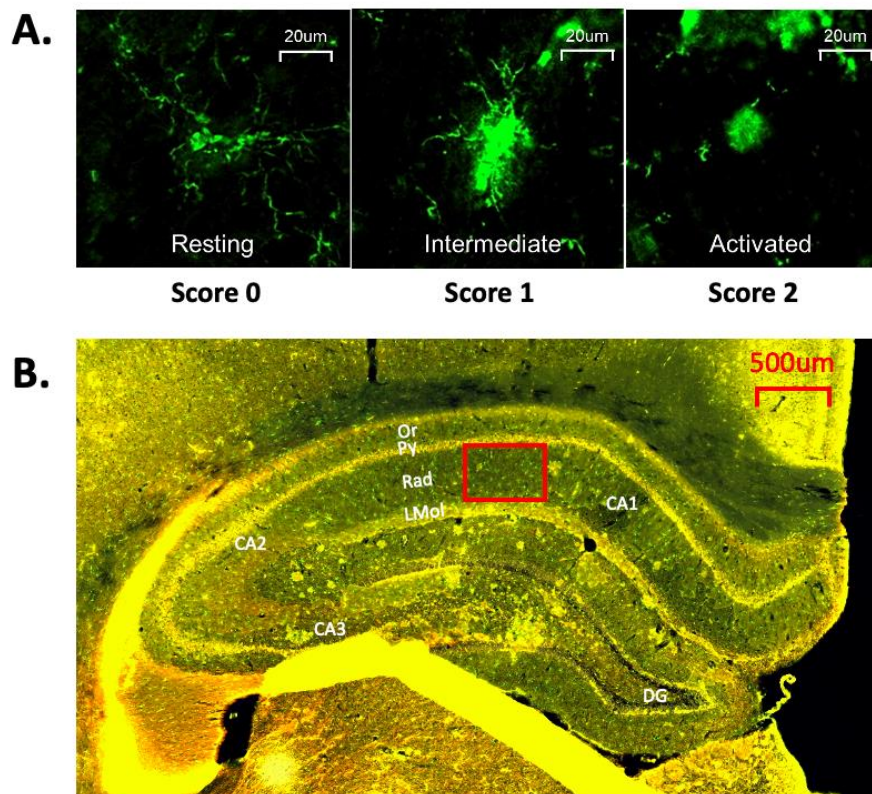 A.
20um
20um
20um
Resting
Intermediate
Activated
Score 0
Score 1
Score 2
B.
500um
Or
Py
Rad
LMol
CA1
CA2
CA3
DG